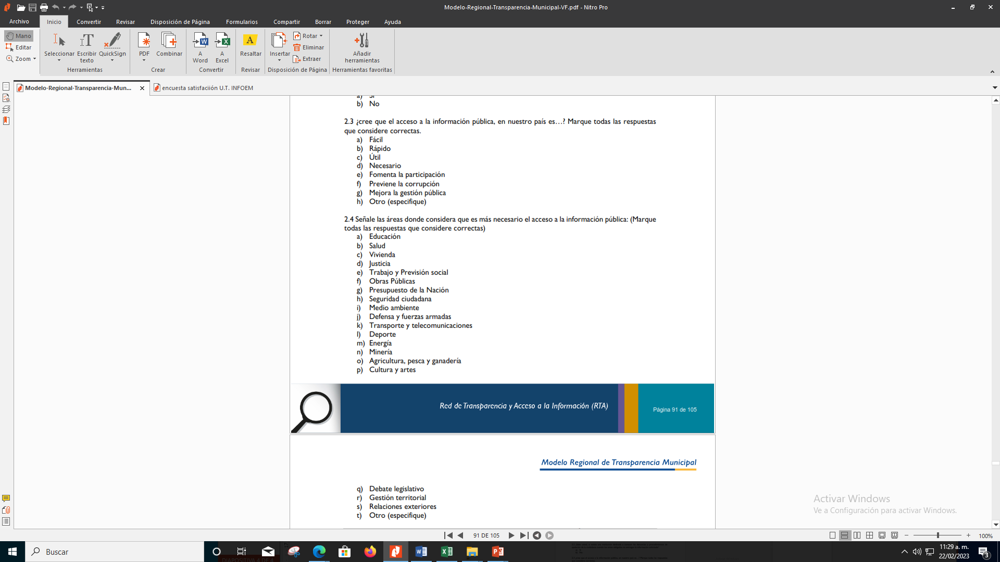 Modelo-Regional-Transparencia-Municipal-VF.pdf - Nitro Pro
Archivo Inicio Convertir Revisar Disposición de Página Formularios Compartir Borrar Proteger Ayuda
Mano
Editar
Zoom
Seleccionar
Escribir texto
QuickSign
Herramientas
PDF
Combinar
Crear
A Word
A Excel
Convertir
Resaltar
Revisar
Insertar
Rotar
Eliminar
Extraer
Disposición de Página
Añadir herramientas
Herramientas favoritas
Modelo-Regional-Transparencia-Mun...
encuesta satisfaciión U.T. INFOEM
b) No
2.3 ¿cree que el acceso a la información pública, en nuestro país es…? Marque todas las respuestas
que considere correctas.
a) Fácil
b) Rápido
c) Útil
d) Necesario
e) Fomenta la participación
f) Previene la corrupción
g) Mejora la gestión pública
h) Otro (especifique)
2.4 Señale las áreas donde considera que es más necesario el acceso a la información pública: (Marque
todas las respuestas que considere correctas)
a) Educación
b) Salud
c) Vivienda
d) Justicia
e) Trabajo y Previsión social
f) Obras Públicas
g) Presupuesto de la Nación
h) Seguridad ciudadana
i) Medio ambiente
j) Defensa y fuerzas armadas
k) Transporte y telecomunicaciones
l) Deporte
m) Energía
n) Minería
o) Agricultura, pesca y ganadería
p) Cultura y artes
Red de Transparencia y Acceso a la Información (RTA)
Página 91 de 105
Modelo Regional de Transparencia Municipal
q) Debate legislativo
r) Gestión territorial
s) Relaciones exteriores
t) Otro (especifique)
Activar Windows
Ve a Configuración para activar Windows.
91 DE 105
100%
Buscar
DIAPOSITIVA 4 DE 4
11:29 a. m.
22/02/2023
3